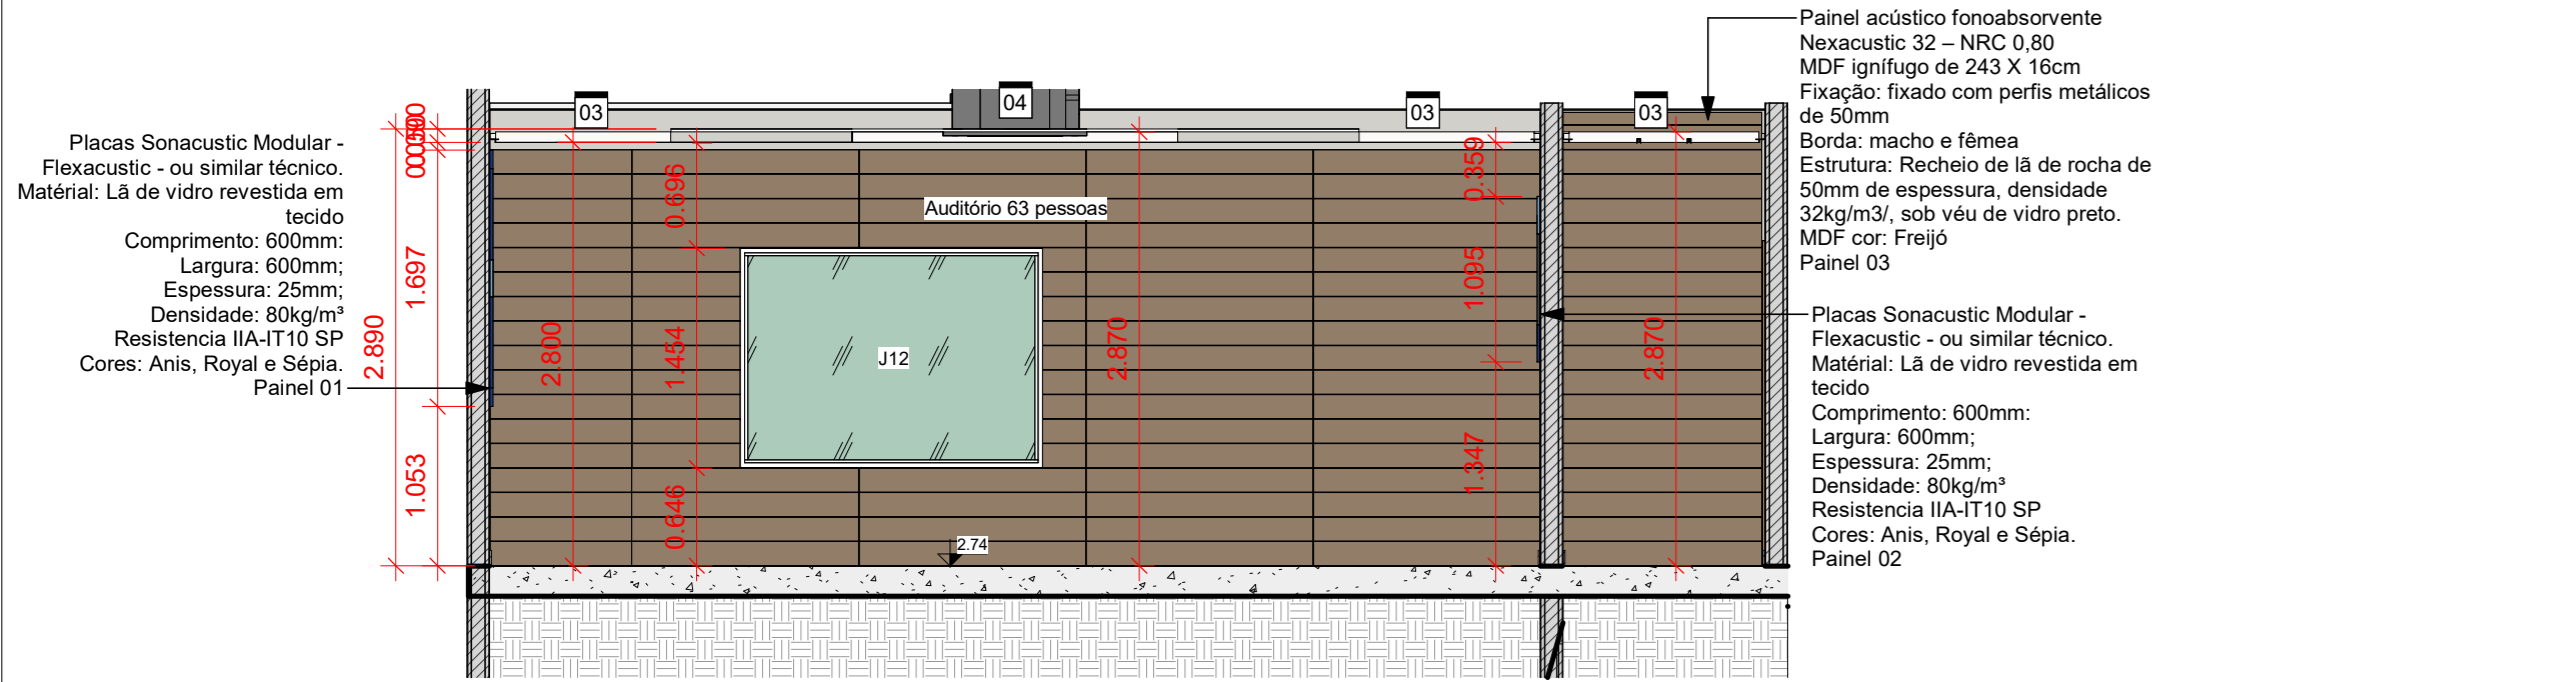 Placas Sonacustic Modular -
Flexacustic - ou similar técnico.
Matérial: Lã de vidro revestida em
tecido
Comprimento: 600mm:
Largura: 600mm;
Espessura: 25mm;
Densidade: 80kg/m³
Resistencia IIA-IT10 SP
Cores: Anis, Royal e Sépia.
Painel 01
2.890
1.697
1.053
2.800
03
0.696
1.454
0.646
04
Auditório 63 pessoas
J12
2.74
2.870
03
0.359
1.095
1.347
03
2.870
Painel acústico fonoabsorvente
Nexacustic 32 – NRC 0,80
MDF ignífugo de 243 X 16cm
Fixação: fixado com perfis metálicos
de 50mm
Borda: macho e fêmea
Estrutura: Recheio de lã de rocha de
50mm de espessura, densidade
32kg/m3/, sob véu de vidro preto.
MDF cor: Freijó
Painel 03
Placas Sonacustic Modular -
Flexacustic - ou similar técnico.
Matérial: Lã de vidro revestida em
tecido
Comprimento: 600mm:
Largura: 600mm;
Espessura: 25mm;
Densidade: 80kg/m³
Resistencia IIA-IT10 SP
Cores: Anis, Royal e Sépia.
Painel 02